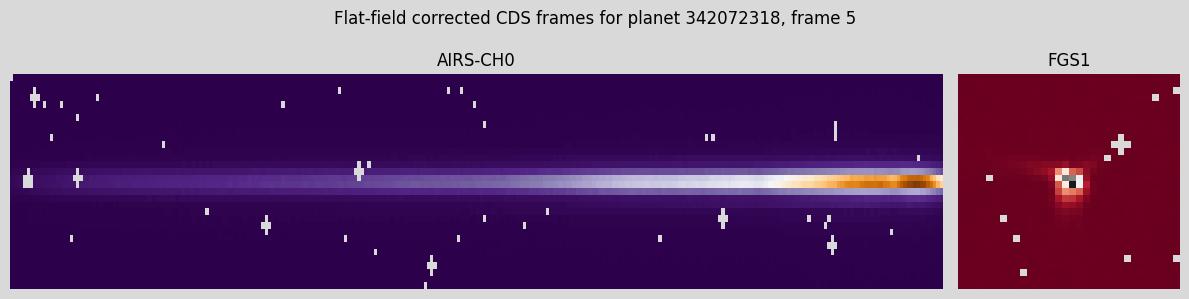 Flat-field corrected CDS frames for planet 342072318, frame 5
AIRS-CH0
FGS1